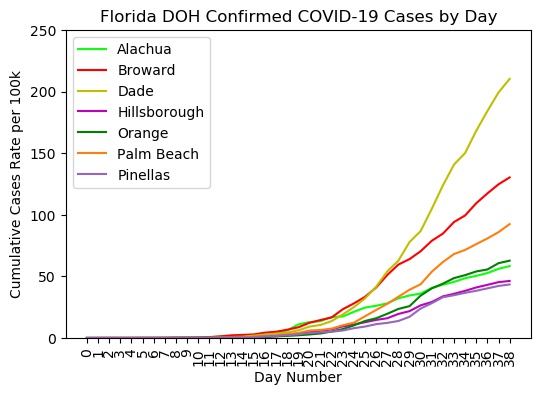 Florida DOH Confirmed COVID-19 Cases by Day
Cumulative Cases Rate per 100k
250
200
150
100
50
0
Alachua
Broward
Dade
Hillsborough
Orange
Palm Beach
Pinellas
0 1 2 3 4 5 6 7 8 9 10 11 12 13 14 15 16 17 18 19 20 21 22 23 24 25 26 27 28 29 30 31 32 33 34 35 36 37 38
Day Number